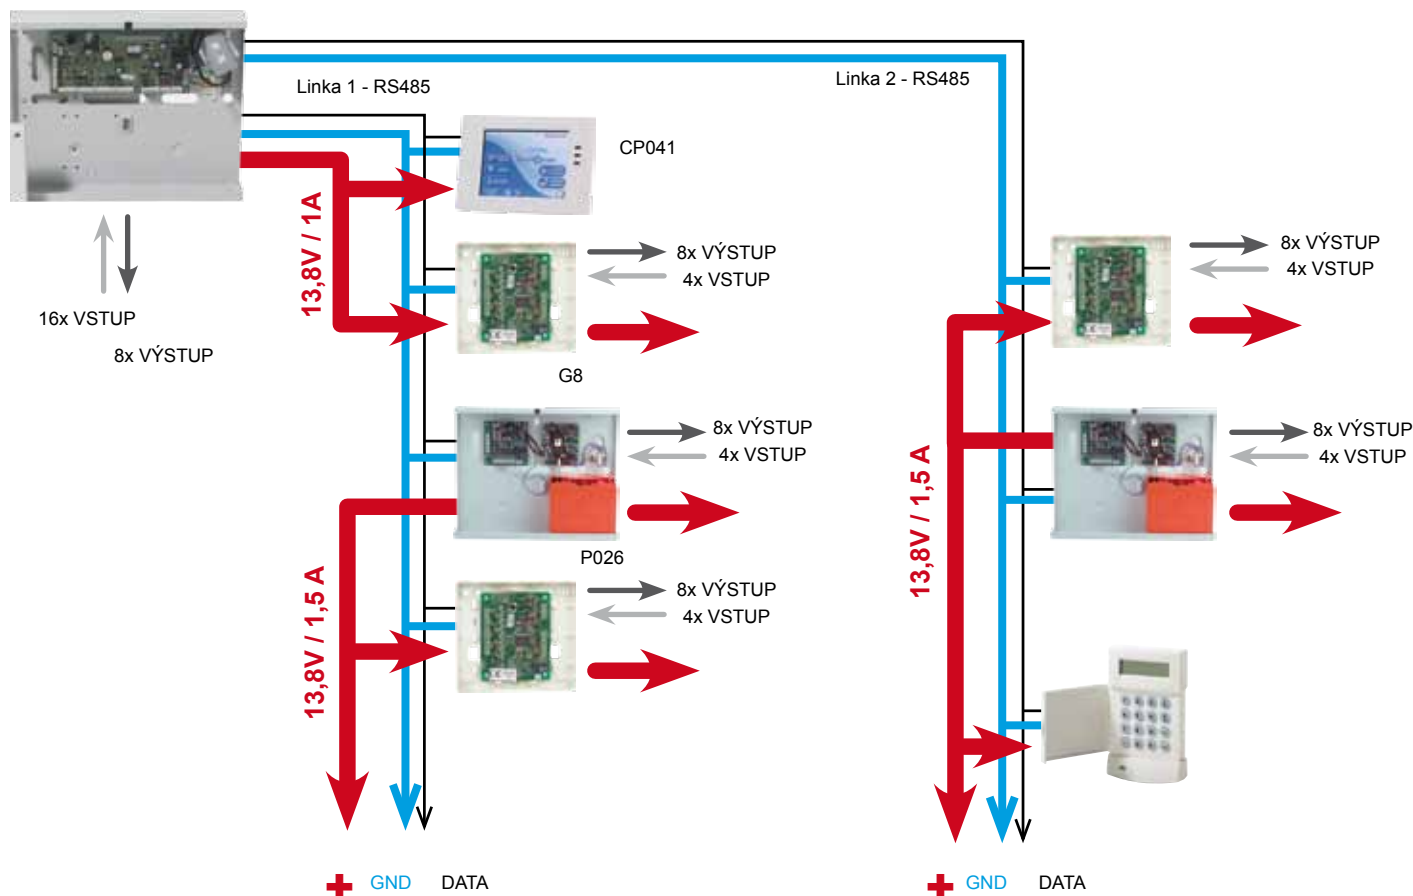 Linka 1 - RS485
Linka 2 - RS485
CP041
13,8V / 1A
8x VÝSTUP
4x VSTUP
8x VÝSTUP
4x VSTUP
16x VSTUP
8x VÝSTUP
G8
8x VÝSTUP
4x VSTUP
8x VÝSTUP
4x VSTUP
13,8V / 1,5 A
P026
13,8V / 1,5 A
8x VÝSTUP
4x VSTUP
+ GND DATA
+ GND DATA